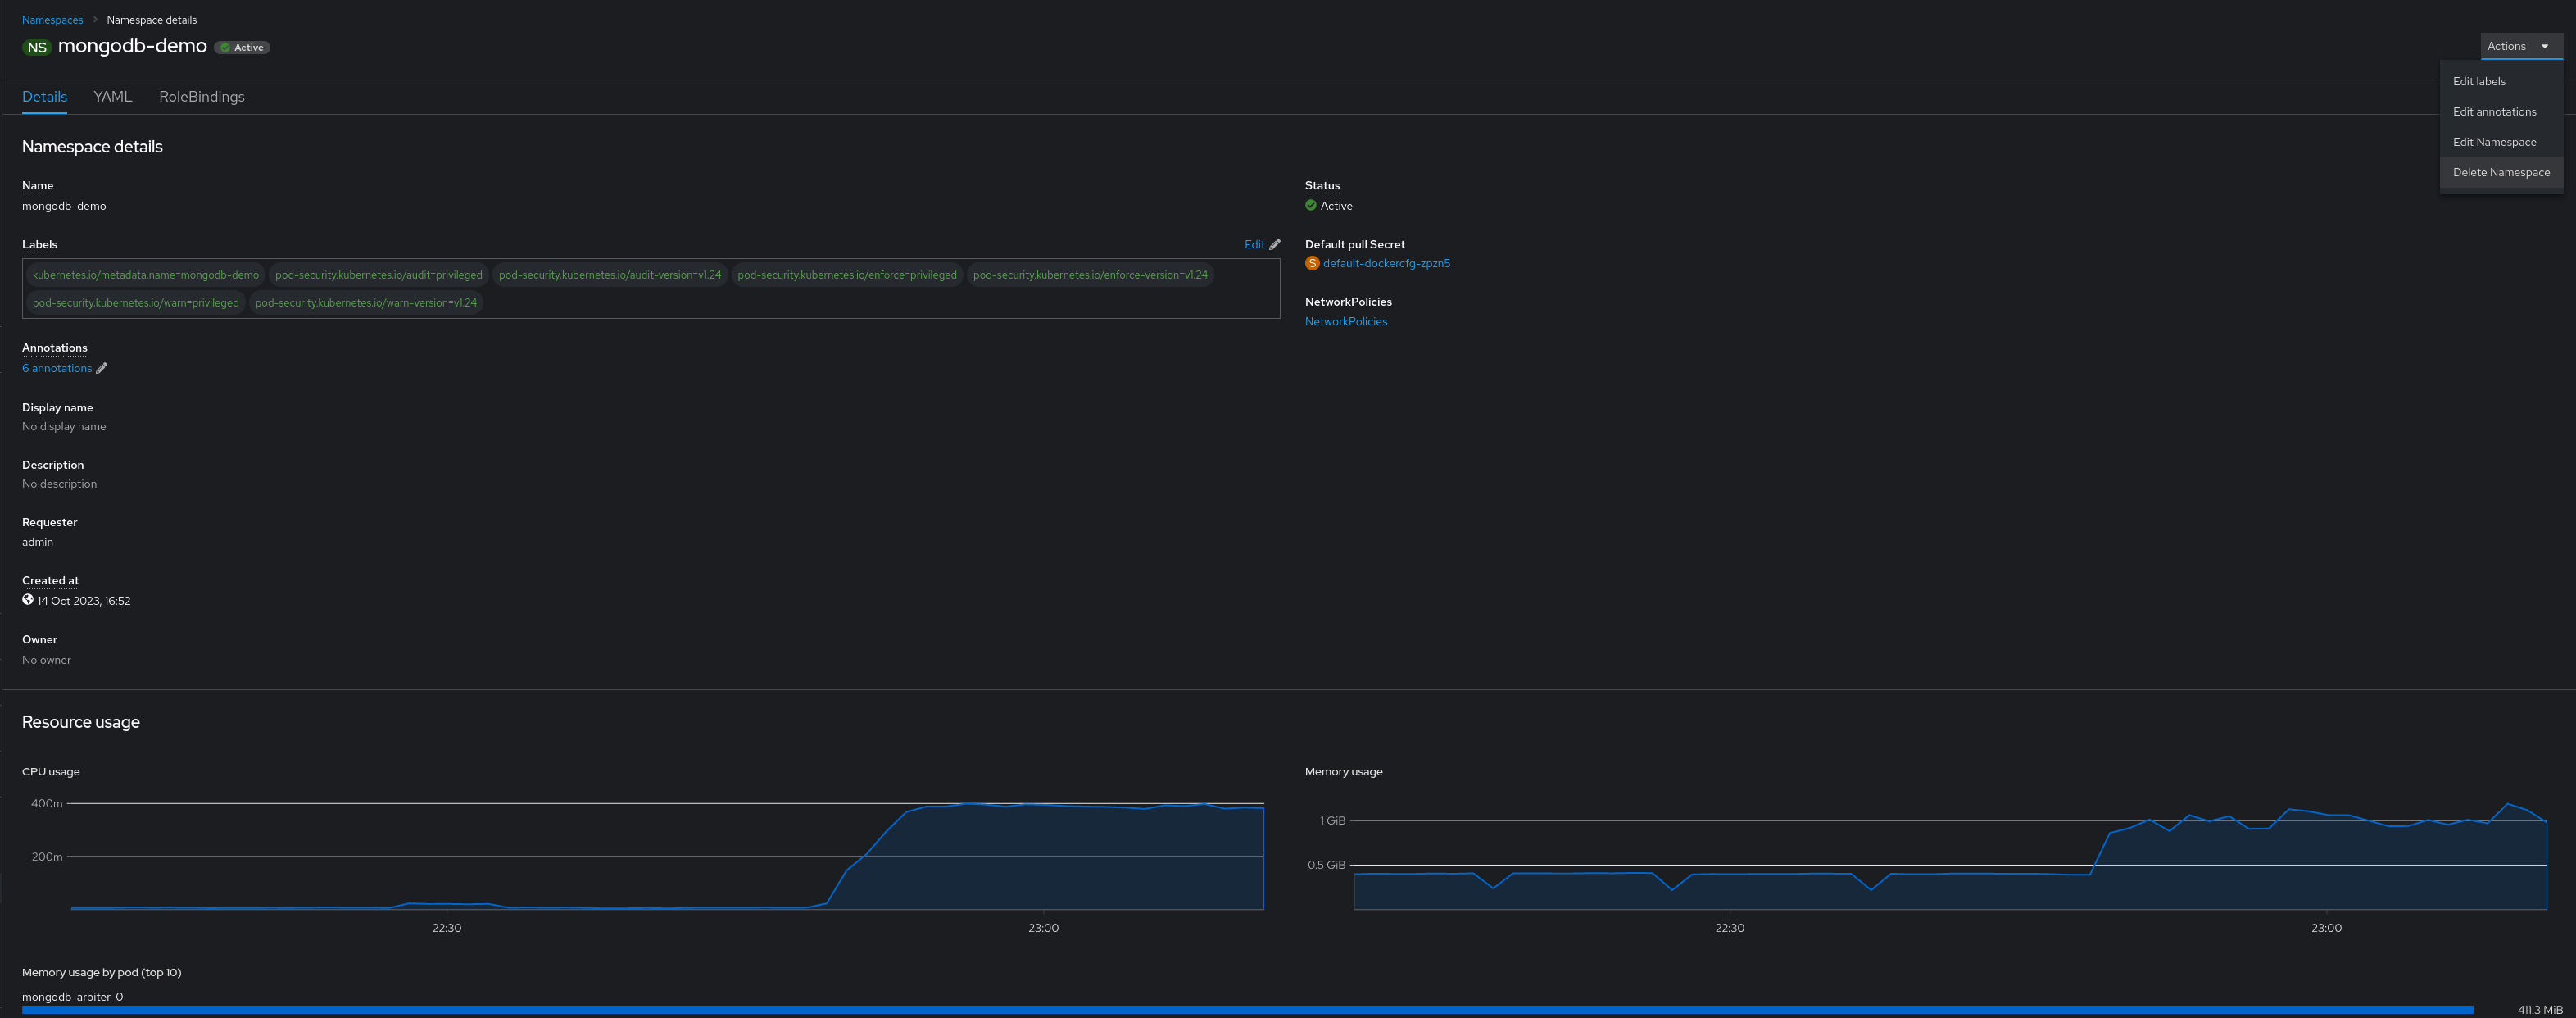 Namespaces > Namespace details
NS mongodb-demo Active
Actions
Edit labels
Edit annotations
Edit Namespace
Delete Namespace
Details YAML RoleBindings
Namespace details
Name
mongodb-demo
Labels Edit
kubernetes.io/metadata.name=mongodb-demo pod-security.kubernetes.io/audit=privileged pod-security.kubernetes.io/audit-version=v1.24 pod-security.kubernetes.io/enforce=privileged pod-security.kubernetes.io/enforce-version=v1.24
pod-security.kubernetes.io/warn=privileged pod-security.kubernetes.io/warn-version=v1.24
Annotations
6 annotations
Display name
No display name
Description
No description
Requester
admin
Created at
14 Oct 2023, 16:52
Owner
No owner
Status
Active
Default pull Secret
S default-dockercfg-zpzn5
NetworkPolicies
NetworkPolicies
Resource usage
CPU usage
400m
200m
22:30 23:00
Memory usage
1 GiB
0.5 GiB
22:30 23:00
Memory usage by pod (top 10)
mongodb-arbiter-0
411.3 MiB